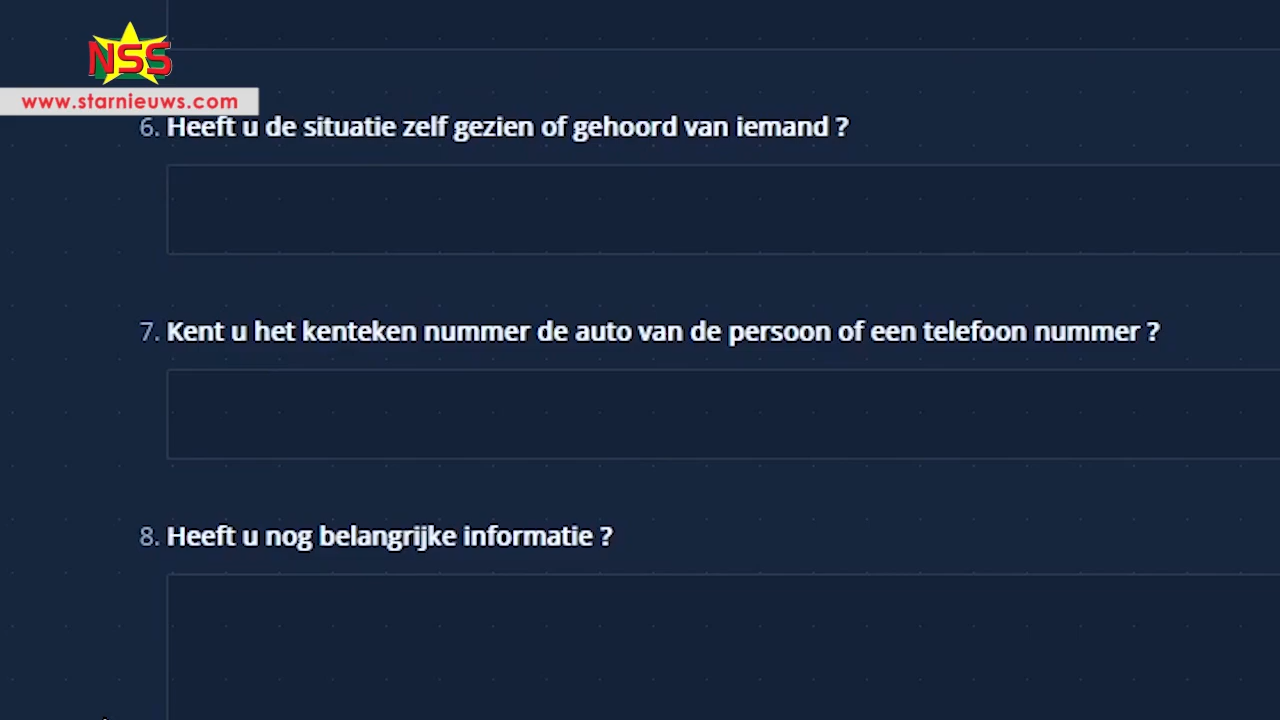 NSS
www.starnieuws.com
6. Heeft u de situatie zelf gezien of gehoord van iemand ?
7. Kent u het kenteken nummer de auto van de persoon of een telefoon nummer ?
8. Heeft u nog belangrijke informatie ?